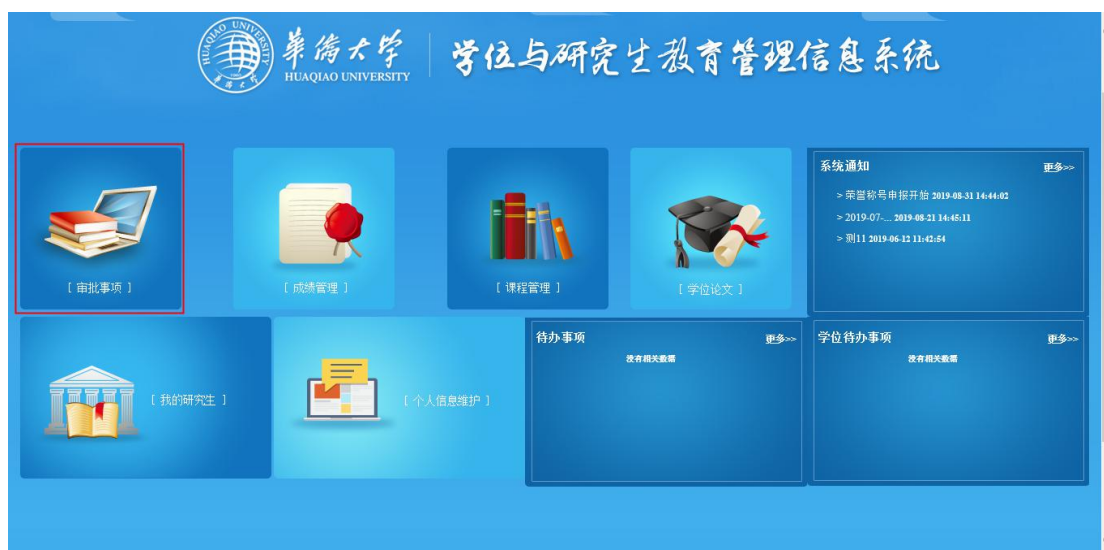 華僑大学
HUAQIAO UNIVERSITY
学位与研究生教育管理信息系统
[ 审批事项 ]
[ 成绩管理 ]
[ 课程管理 ]
[ 学位论文 ]
系统通知 更多>>
> 荣誉称号申报开始 2019-08-31 14:44:02
> 2019-07-... 2019-08-21 14:45:11
> 测11 2019-06-12 11:42:54
[ 我的研究生 ]
[ 个人信息维护 ]
待办事项 更多>>
没有相关数据
学位待办事项 更多>>
没有相关数据